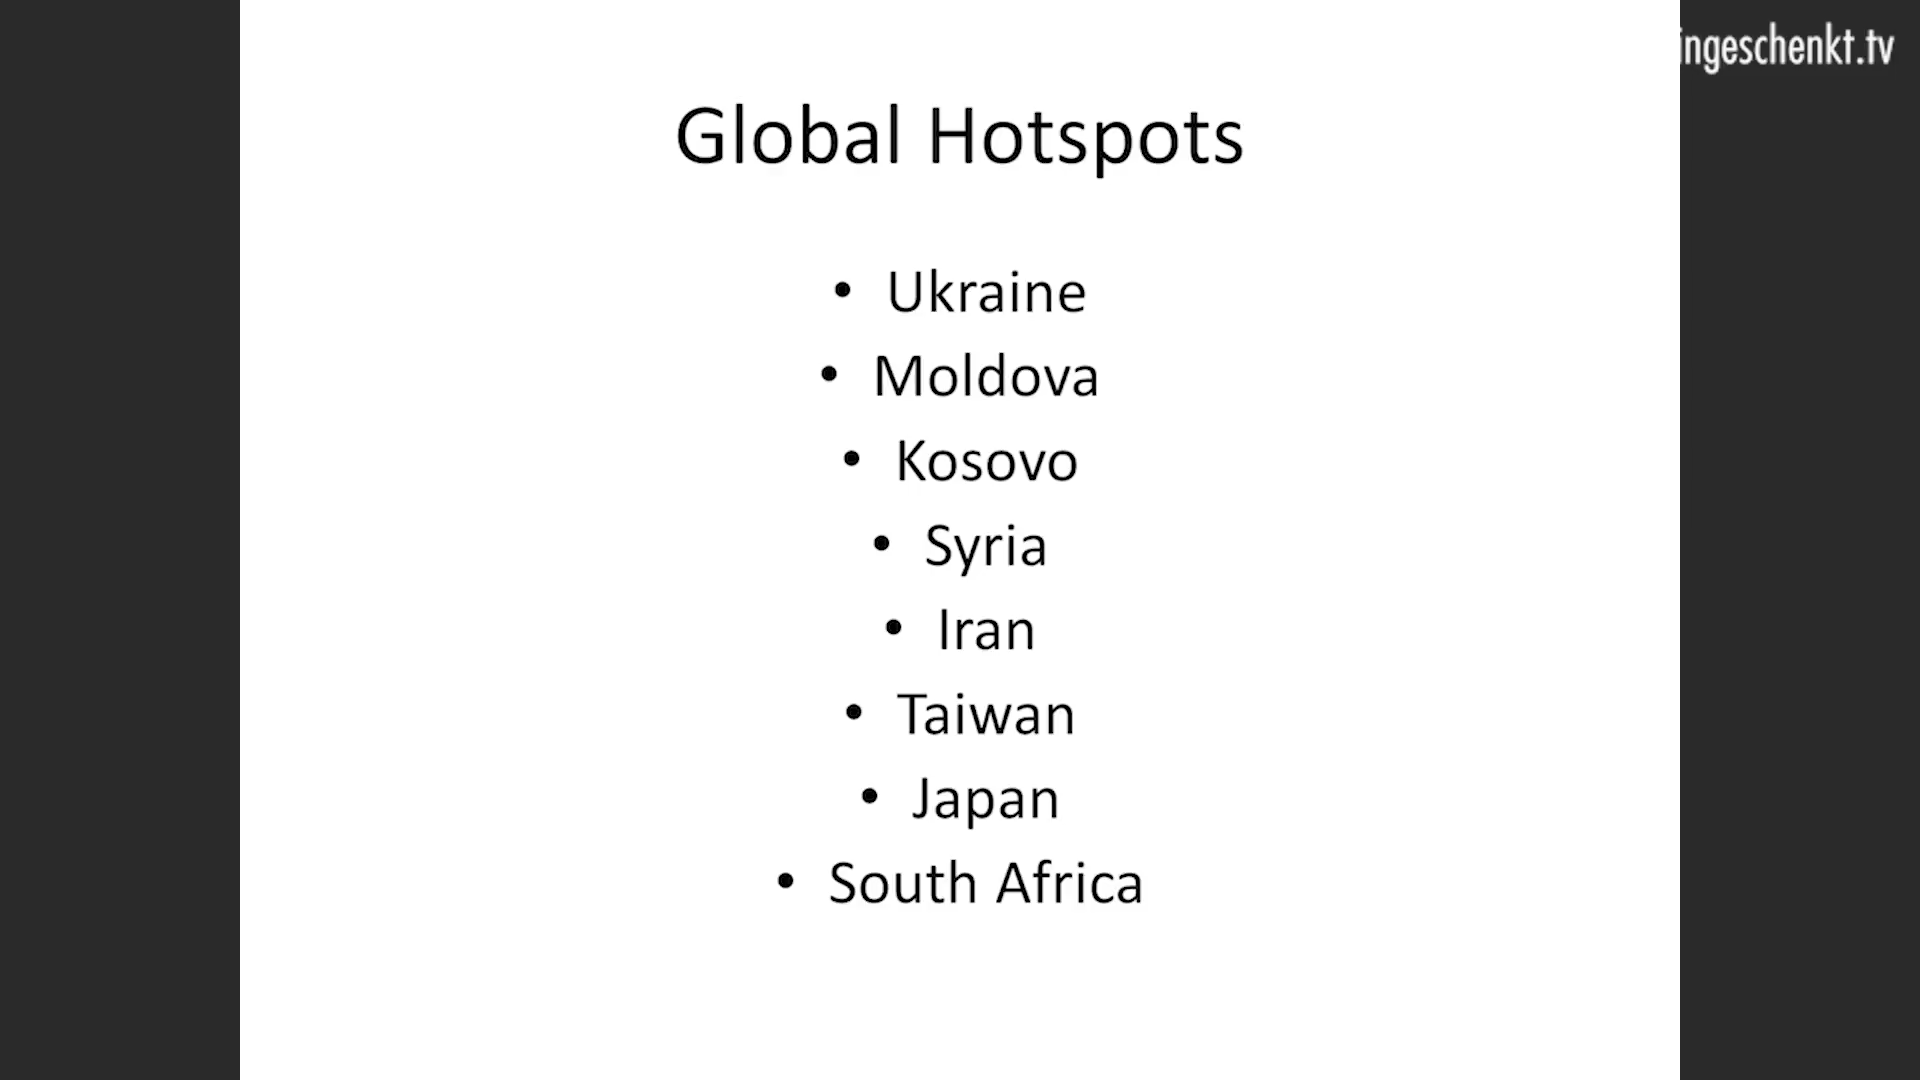 ingeschenkt.tv
Global Hotspots
• Ukraine
• Moldova
• Kosovo
• Syria
• Iran
• Taiwan
• Japan
• South Africa